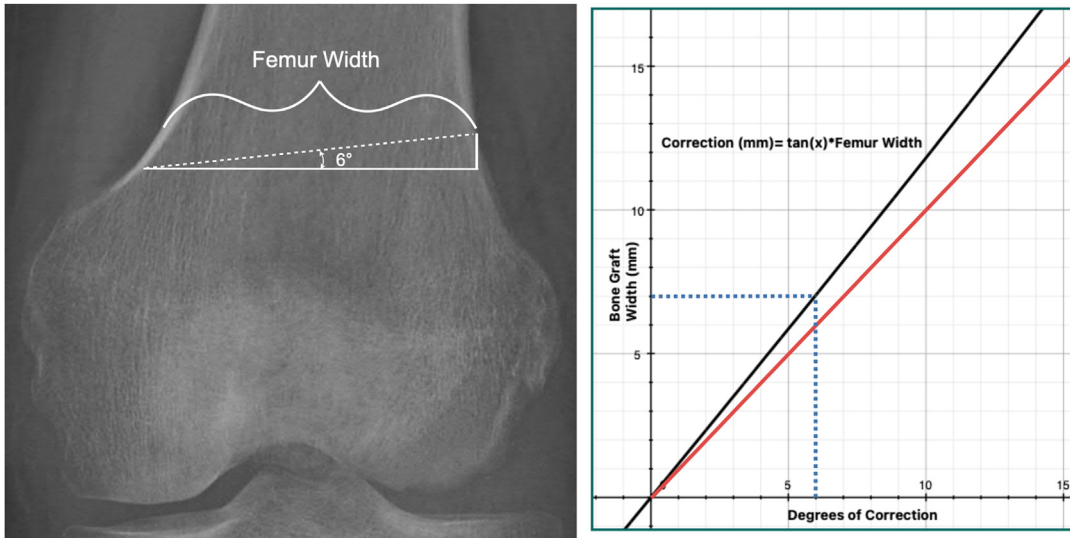 Femur Width
6°
15
Correction (mm)= tan(x)*Femur Width
10
Bone Graft
Width (mm)
5
5
10
15
Degrees of Correction